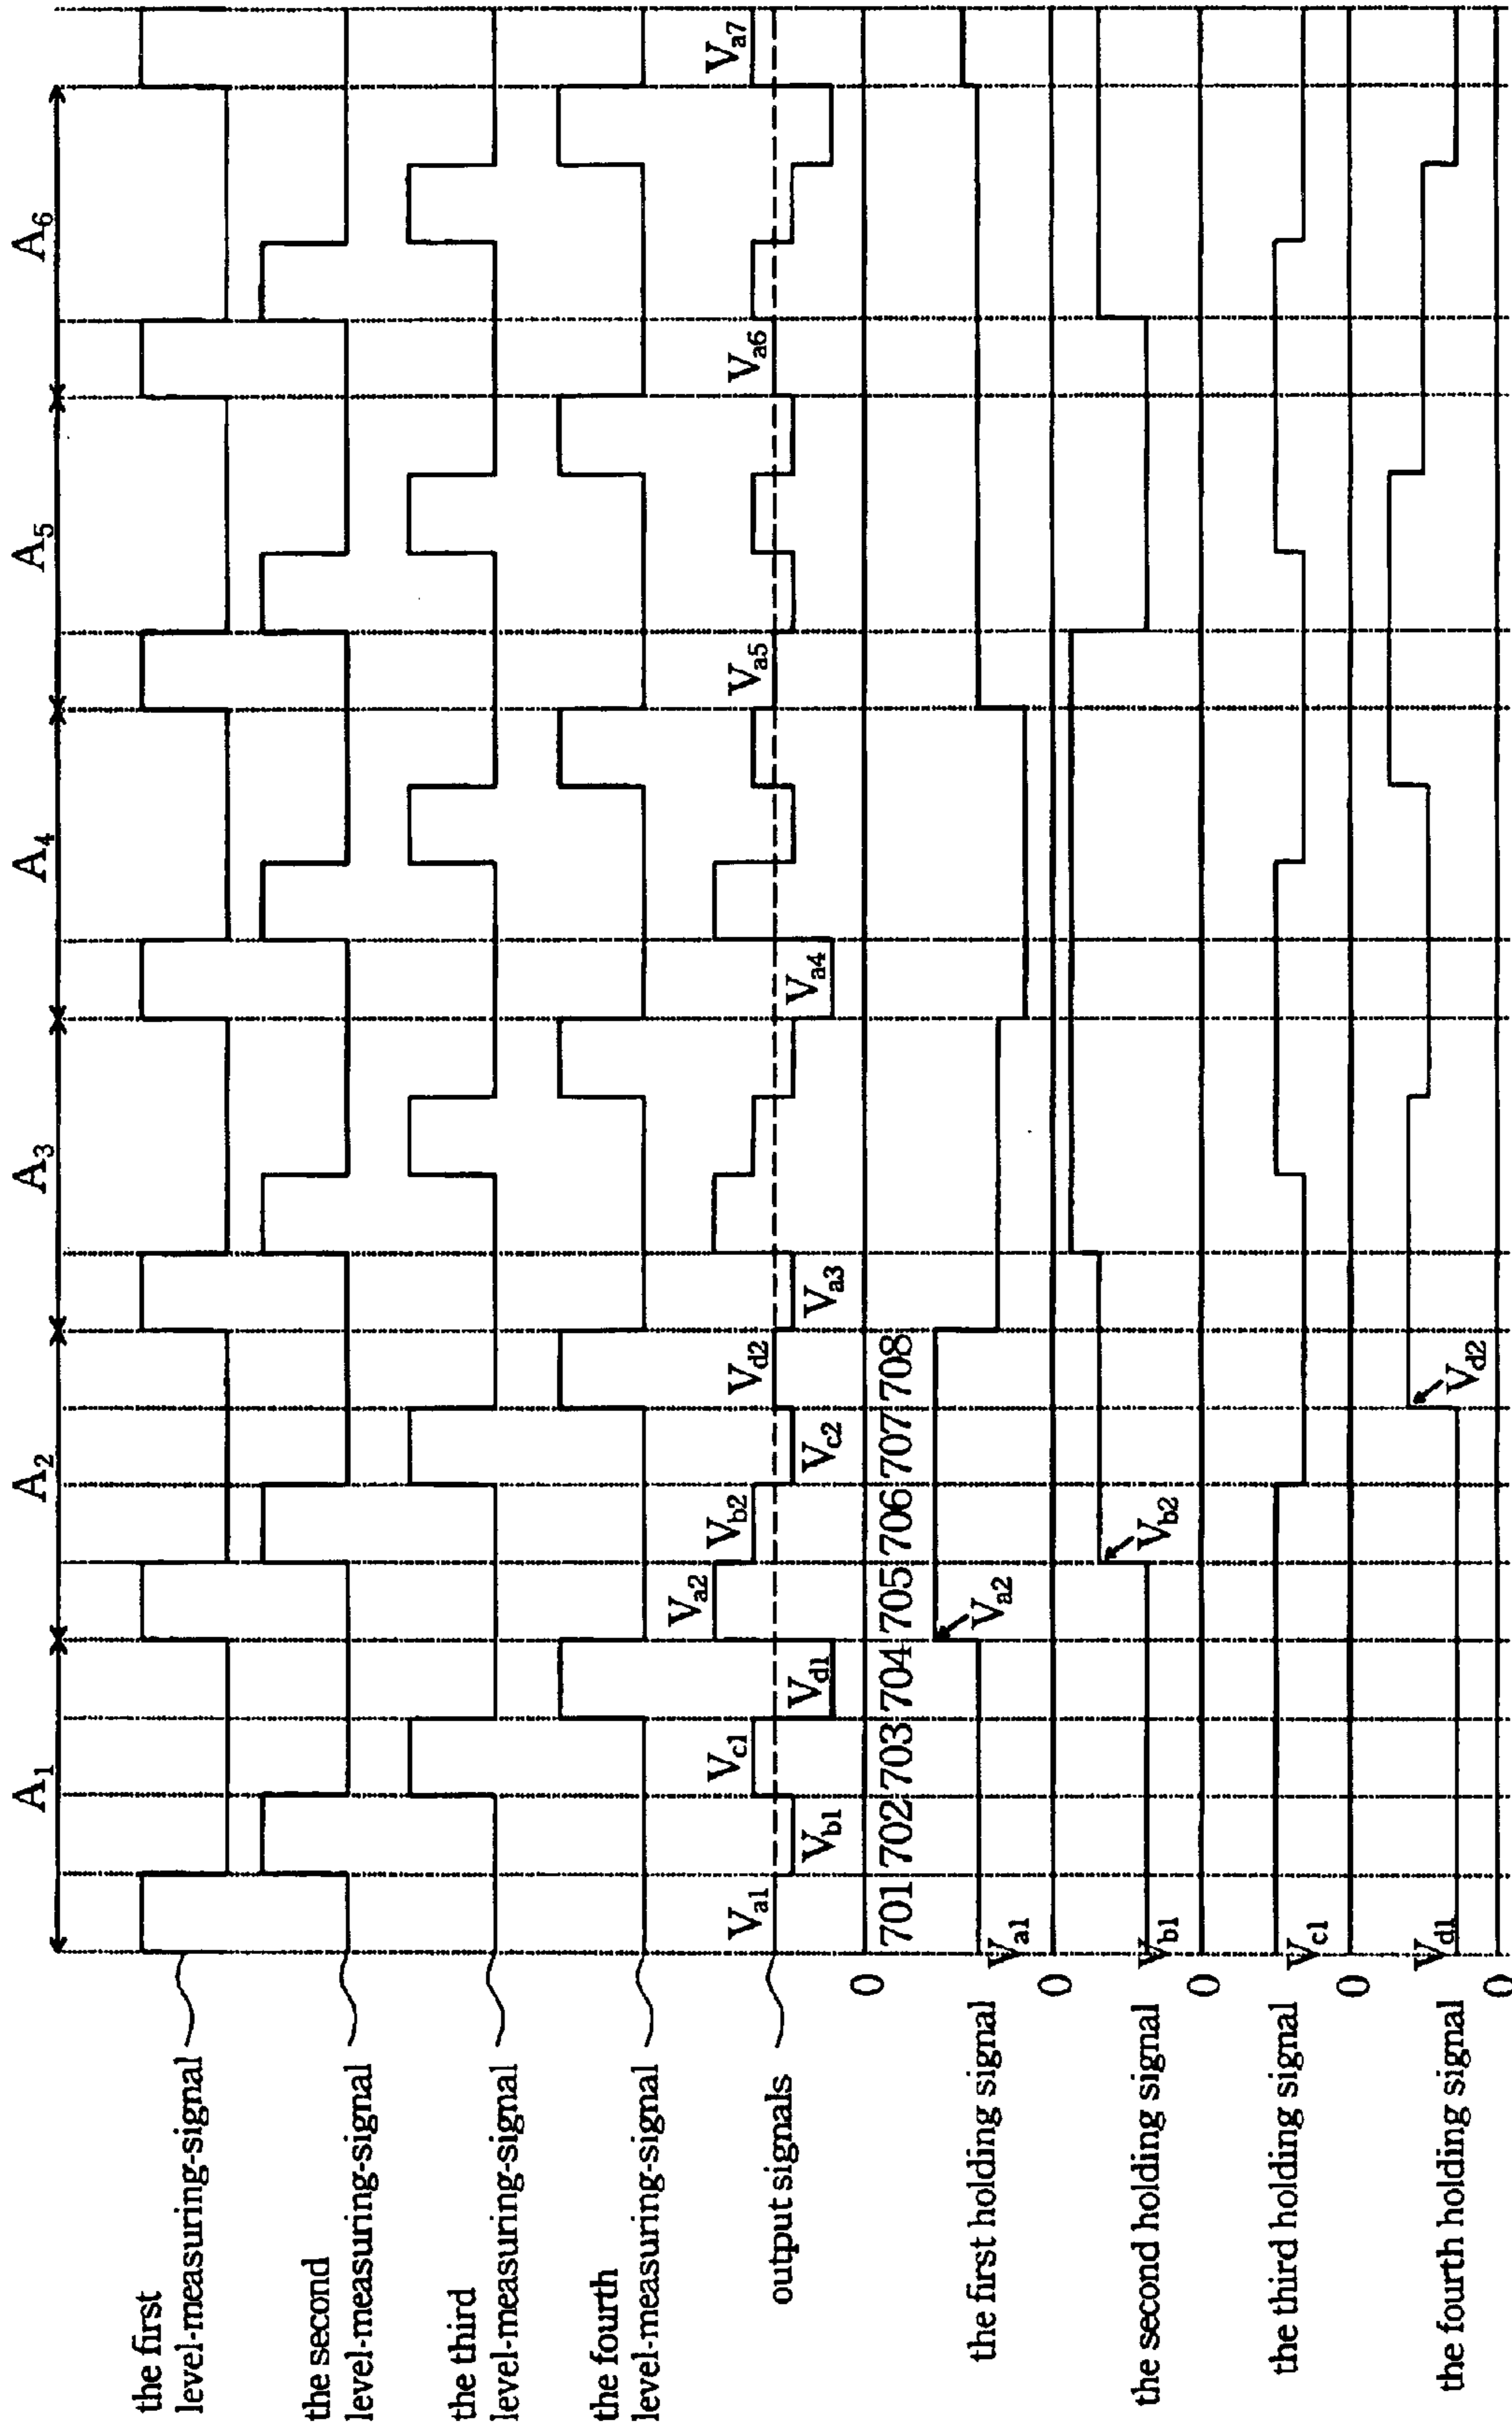 A1 A2 A3 A4 A5 A6
the first
level-measuring-signal
the second
level-measuring-signal
the third
level-measuring-signal
the fourth
level-measuring-signal
output signals
Va1 Vb1 Vc1 Vd1 Va2 Vb2 Vc2 Vd2 Va3 Va4 Va5 Va6 Va7
0
701 702 703 704 705 706 707 708
the first holding signal
Va1 Va2
0
the second holding signal
Vb1 Vb2
0
the third holding signal
Vc1
0
the fourth holding signal
Vd1 Vd2
0